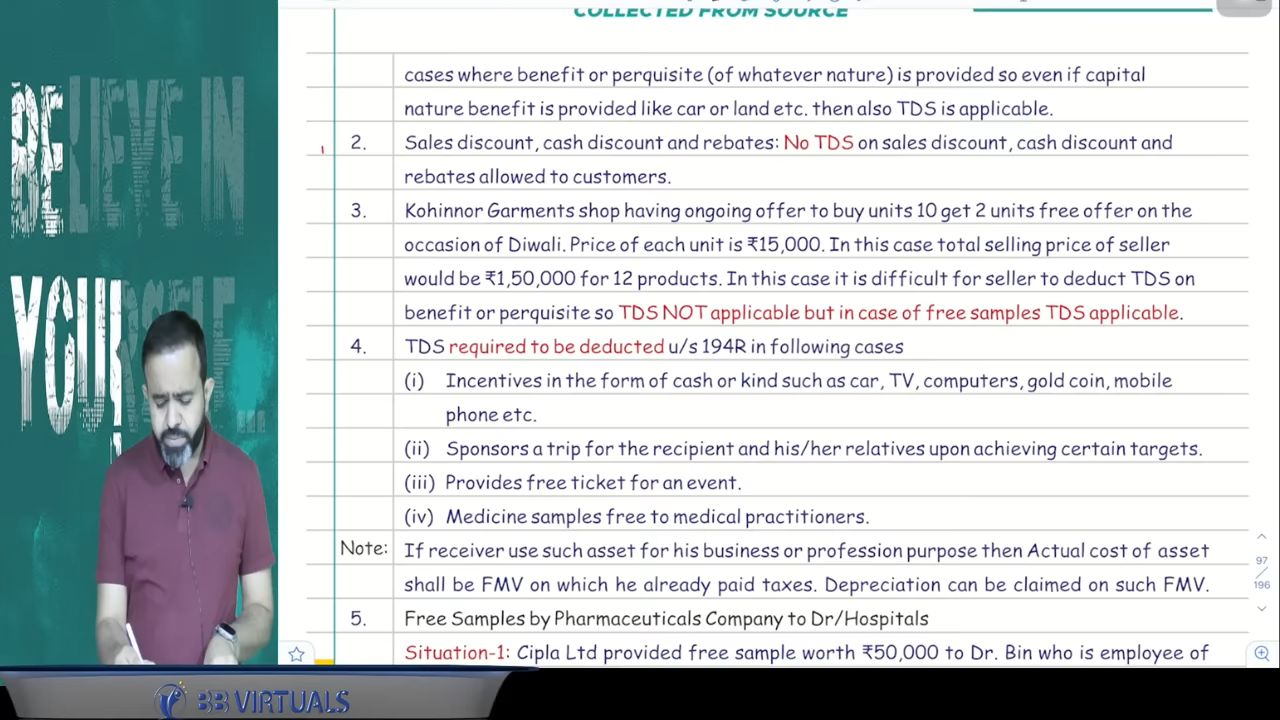 COLLECTED FROM SOURCE
BELIEVE IN
YOURSELF...
cases where benefit or perquisite (of whatever nature) is provided so even if capital
nature benefit is provided like car or land etc. then also TDS is applicable.
2. Sales discount, cash discount and rebates: No TDS on sales discount, cash discount and
rebates allowed to customers.
3. Kohinnor Garments shop having ongoing offer to buy units 10 get 2 units free offer on the
occasion of Diwali. Price of each unit is ₹15,000. In this case total selling price of seller
would be ₹1,50,000 for 12 products. In this case it is difficult for seller to deduct TDS on
benefit or perquisite so TDS NOT applicable but in case of free samples TDS applicable.
4. TDS required to be deducted u/s 194R in following cases
(i) Incentives in the form of cash or kind such as car, TV, computers, gold coin, mobile
phone etc.
(ii) Sponsors a trip for the recipient and his/her relatives upon achieving certain targets.
(iii) Provides free ticket for an event.
(iv) Medicine samples free to medical practitioners.
Note: If receiver use such asset for his business or profession purpose then Actual cost of asset
shall be FMV on which he already paid taxes. Depreciation can be claimed on such FMV.
5. Free Samples by Pharmaceuticals Company to Dr/Hospitals
Situation-1: Cipla Ltd provided free sample worth ₹50,000 to Dr. Bin who is employee of
97
196
BB VIRTUALS